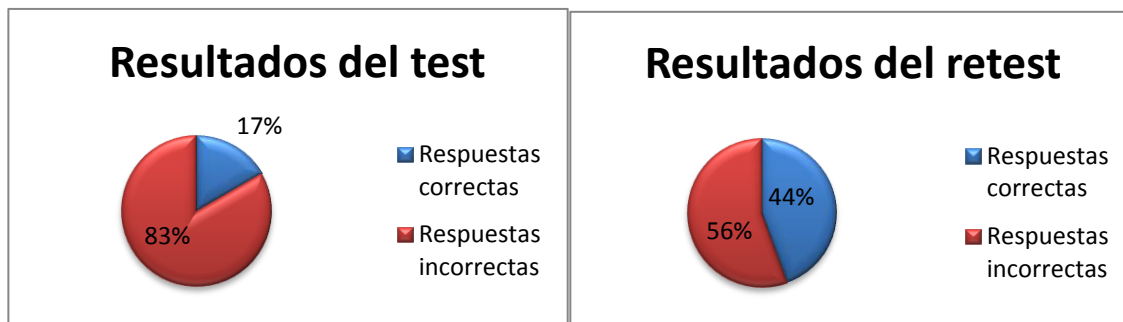 Resultados del test
17%
83%
Respuestas
correctas
Respuestas
incorrectas
Resultados del retest
44%
56%
Respuestas
correctas
Respuestas
incorrectas